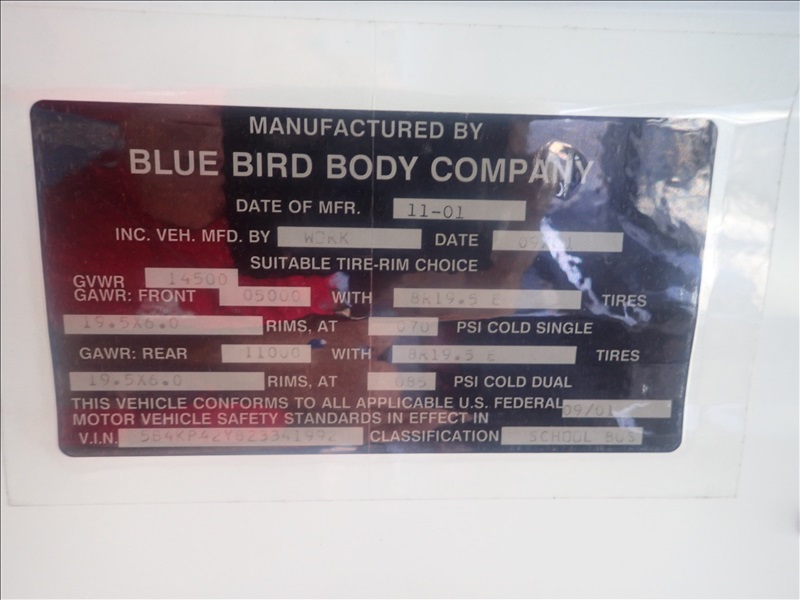 MANUFACTURED BY
BLUE BIRD BODY COMPANY
DATE OF MFR. 11-01
INC. VEH. MFD. BY WORK DATE 09/01
SUITABLE TIRE-RIM CHOICE
GVWR 14500
GAWR: FRONT 05000 WITH 8R19.5 E TIRES
19.5X6.0 RIMS, AT 070 PSI COLD SINGLE
GAWR: REAR 11000 WITH 8R19.5 E TIRES
19.5X6.0 RIMS, AT 085 PSI COLD DUAL
THIS VEHICLE CONFORMS TO ALL APPLICABLE U.S. FEDERAL
MOTOR VEHICLE SAFETY STANDARDS IN EFFECT IN 09/01
V.I.N. 5B4KP42Y823341992 CLASSIFICATION SCHOOL BUS